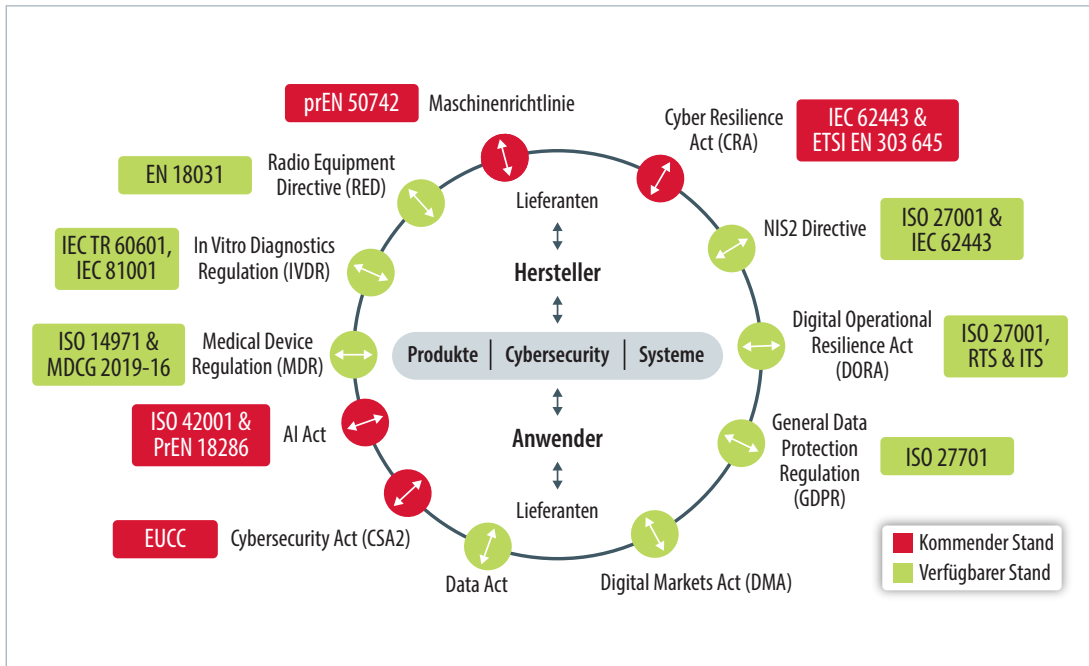 prEN 50742
Maschinenrichtlinie
Cyber Resilience
Act (CRA)
IEC 62443 &
ETSI EN 303 645
EN 18031
Radio Equipment
Directive (RED)
Lieferanten
NIS2 Directive
ISO 27001 &
IEC 62443
IEC TR 60601,
IEC 81001
In Vitro Diagnostics
Regulation (IVDR)
Hersteller
ISO 14971 &
MDCG 2019-16
Medical Device
Regulation (MDR)
Produkte | Cybersecurity | Systeme
Digital Operational
Resilience Act
(DORA)
ISO 27001,
RTS & ITS
ISO 42001 &
PrEN 18286
AI Act
Anwender
General Data
Protection
Regulation
(GDPR)
ISO 27701
Lieferanten
EUCC
Cybersecurity Act (CSA2)
Data Act
Digital Markets Act (DMA)
Kommender Stand
Verfügbarer Stand